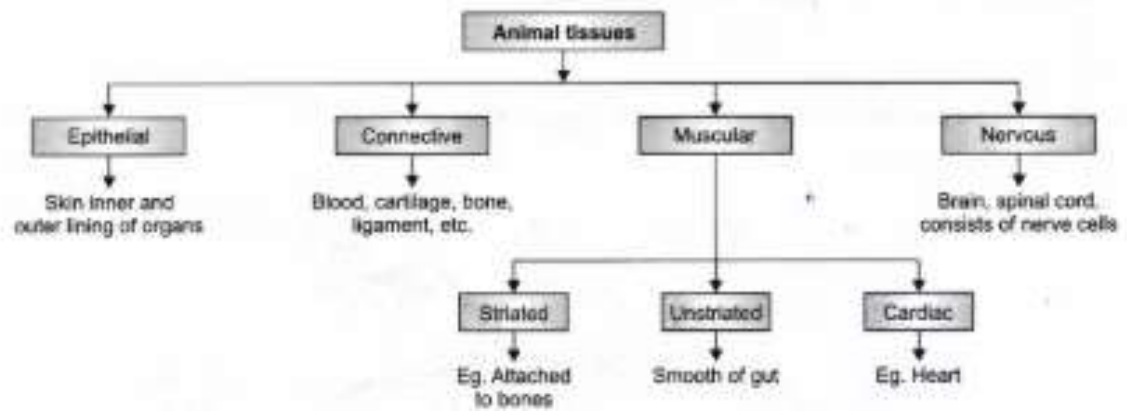 Animal tissues
Epithelial
Connective
Muscular
Nervous
Skin inner and
outer lining of organs
Blood, cartilage, bone,
ligament, etc.
Brain, spinal cord,
consists of nerve cells
Striated
Unstriated
Cardiac
Eg. Attached
to bones
Smooth of gut
Eg. Heart